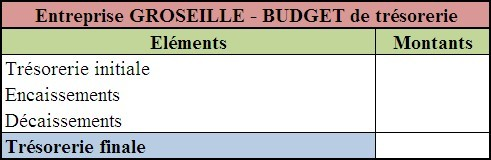 Entreprise GROSEILLE - BUDGET de trésorerie
Eléments Montants
Trésorerie initiale
Encaissements
Décaissements
Trésorerie finale